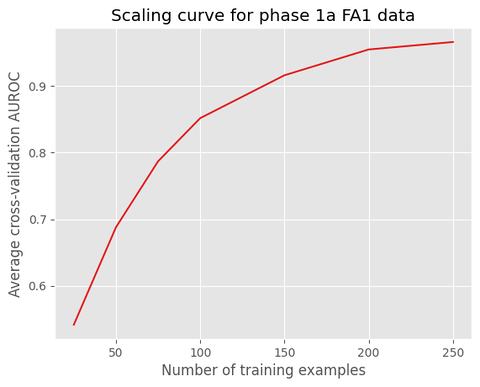 Scaling curve for phase 1a FA1 data
Average cross-validation AUROC
0.9
0.8
0.7
0.6
50 100 150 200 250
Number of training examples